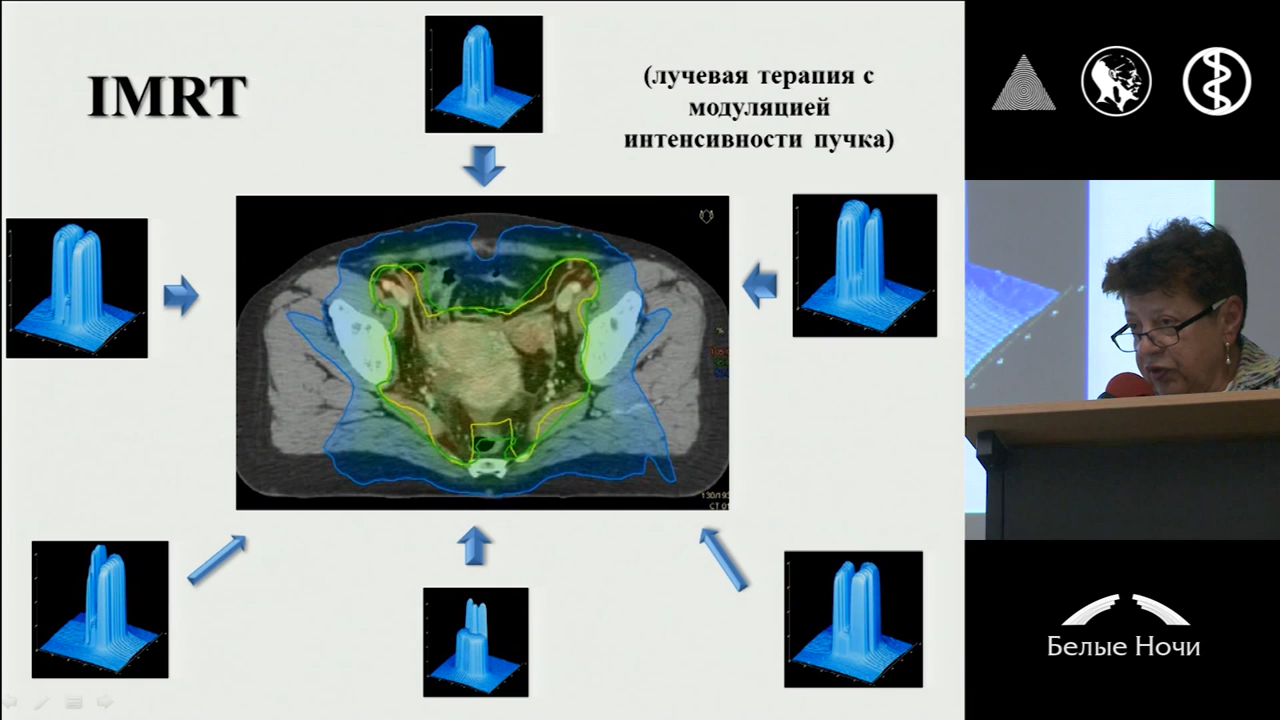 IMRT
(лучевая терапия с
модуляцией
интенсивности пучка)
Белые Ночи